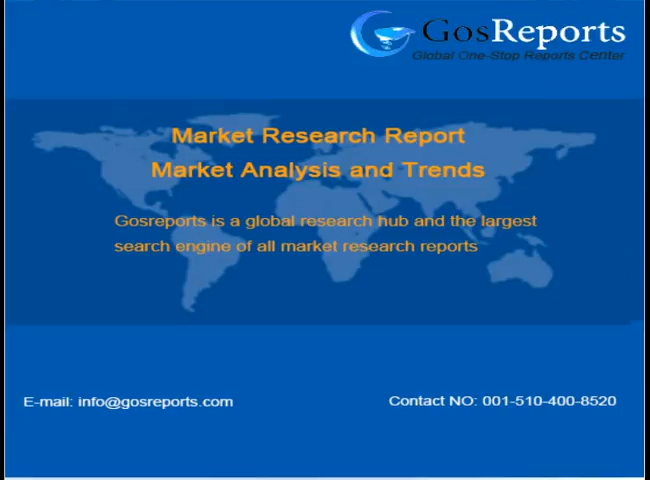 GosReports
Global One-Stop Reports Center
Market Research Report
Market Analysis and Trends
Gosreports is a global research hub and the largest
search engine of all market research reports
E-mail: info@gosreports.com
Contact NO: 001-510-400-8520